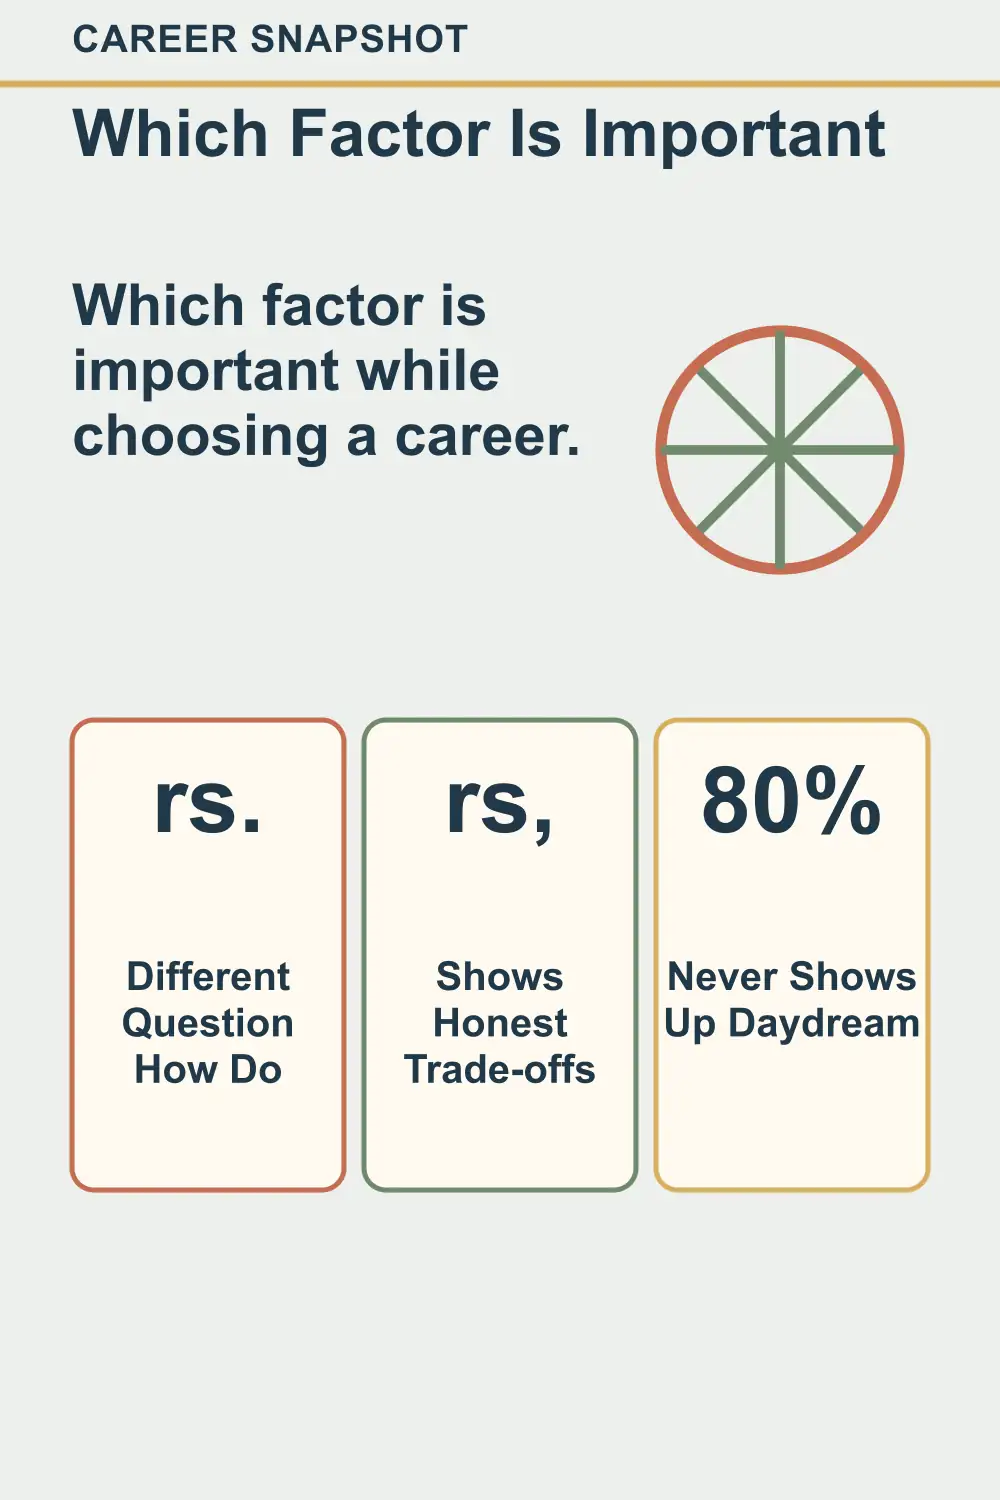 CAREER SNAPSHOT
Which Factor Is Important
Which factor is
important while
choosing a career.
rs.
Different
Question
How Do
rs,
Shows
Honest
Trade-offs
80%
Never Shows
Up Daydream